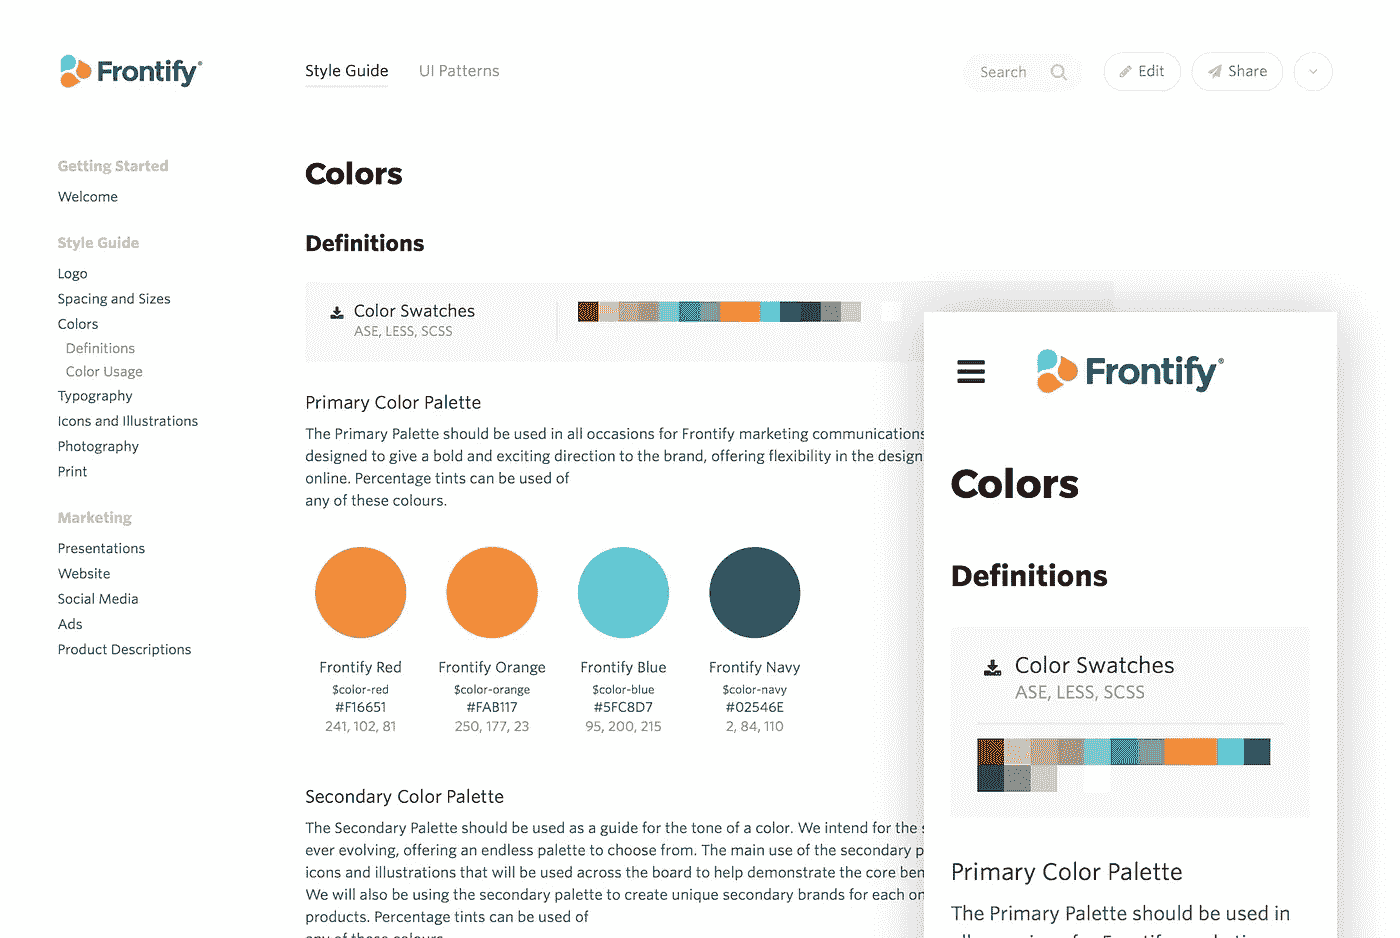 Frontify®
Style Guide
UI Patterns
Search
Edit
Share
Getting Started
Welcome
Style Guide
Logo
Spacing and Sizes
Colors
Definitions
Color Usage
Typography
Icons and Illustrations
Photography
Print
Marketing
Presentations
Website
Social Media
Ads
Product Descriptions
Colors
Definitions
Color Swatches
ASE, LESS, SCSS
Primary Color Palette
The Primary Palette should be used in all occasions for Frontify marketing communications
designed to give a bold and exciting direction to the brand, offering flexibility in the design
online. Percentage tints can be used of
any of these colours.
Frontify Red
$color-red
#F16651
241, 102, 81
Frontify Orange
$color-orange
#FAB117
250, 177, 23
Frontify Blue
$color-blue
#5FC8D7
95, 200, 215
Frontify Navy
$color-navy
#02546E
2, 84, 110
Secondary Color Palette
The Secondary Palette should be used as a guide for the tone of a color. We intend for the
ever evolving, offering an endless palette to choose from. The main use of the secondary
icons and illustrations that will be used across the board to help demonstrate the core
We will also be using the secondary palette to create unique secondary brands for each
products. Percentage tints can be used of
any of these colours
Frontify®
Colors
Definitions
Color Swatches
ASE, LESS, SCSS
Primary Color Palette
The Primary Palette should be used in